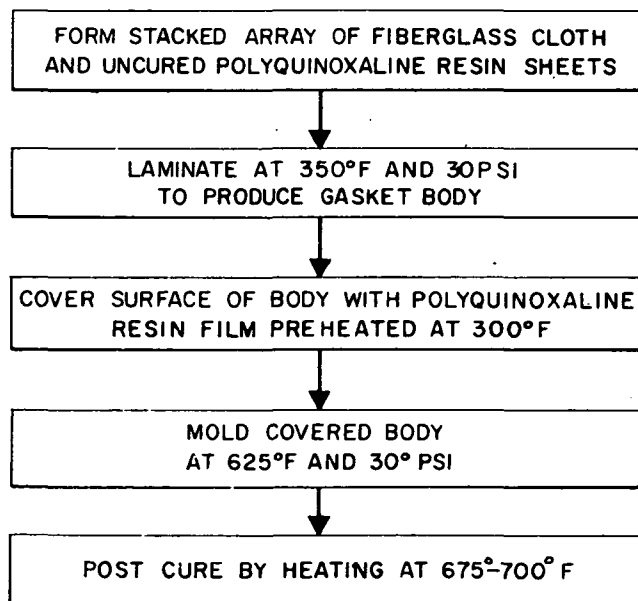 FORM STACKED ARRAY OF FIBERGLASS CLOTH
AND UNCURED POLYQUINOXALINE RESIN SHEETS
LAMINATE AT 350°F AND 30PSI
TO PRODUCE GASKET BODY
COVER SURFACE OF BODY WITH POLYQUINOXALINE
RESIN FILM PREHEATED AT 300°F
MOLD COVERED BODY
AT 625°F AND 30° PSI
POST CURE BY HEATING AT 675°-700° F